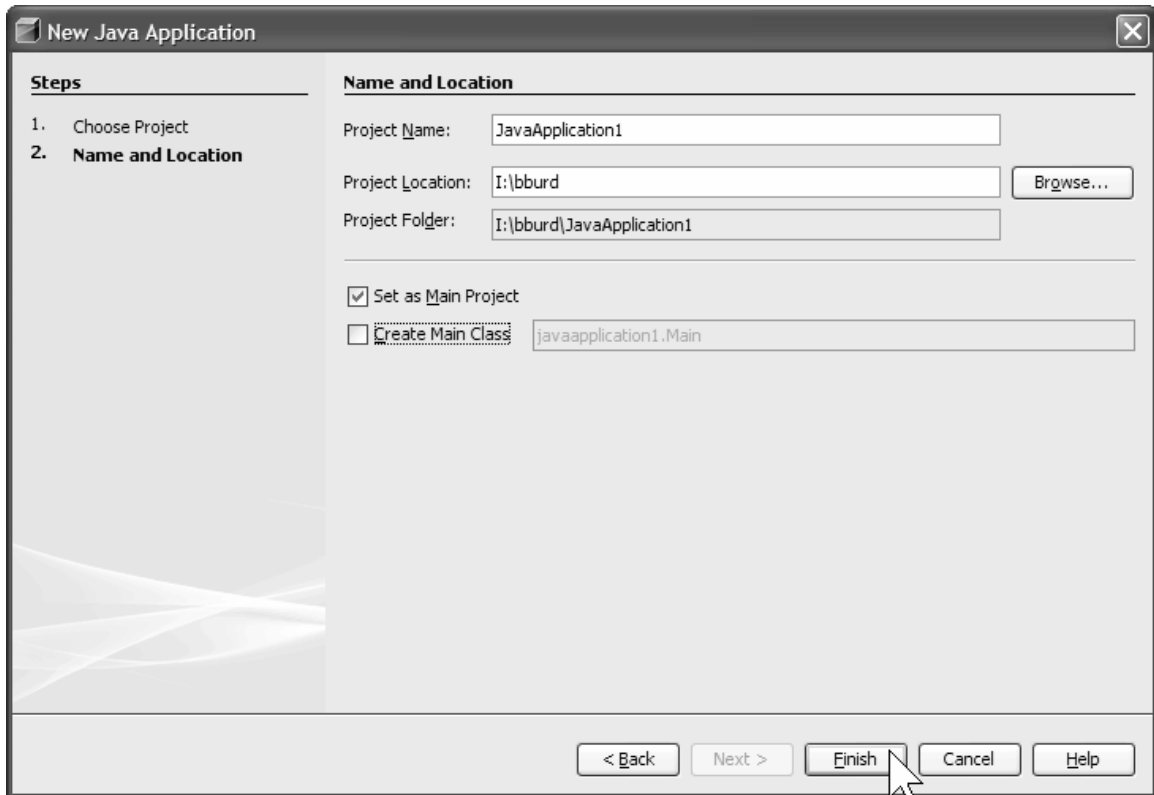 New Java Application
Steps
1. Choose Project
2. Name and Location
Name and Location
Project Name: JavaApplication1
Project Location: I:\bburd Browse...
Project Folder: I:\bburd\JavaApplication1
Set as Main Project
Create Main Class javaapplication1.Main
< Back Next > Finish Cancel Help